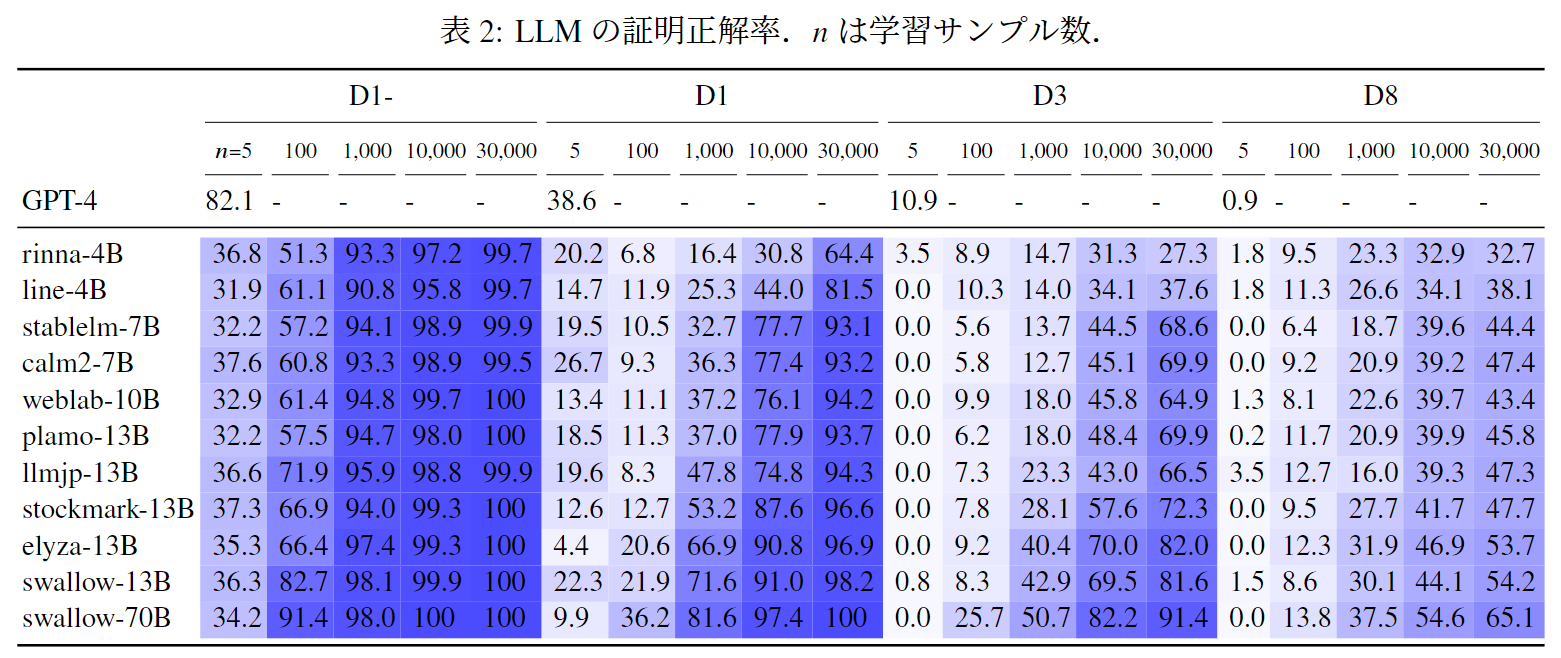 表 2: LLM の証明正解率．n は学習サンプル数．
D1- D1 D3 D8
n=5 100 1,000 10,000 30,000 5 100 1,000 10,000 30,000 5 100 1,000 10,000 30,000 5 100 1,000 10,000 30,000
GPT-4 82.1 - - - - 38.6 - - - - 10.9 - - - - 0.9 - - - -
rinna-4B 36.8 51.3 93.3 97.2 99.7 20.2 6.8 16.4 30.8 64.4 3.5 8.9 14.7 31.3 27.3 1.8 9.5 23.3 32.9 32.7
line-4B 31.9 61.1 90.8 95.8 99.7 14.7 11.9 25.3 44.0 81.5 0.0 10.3 14.0 34.1 37.6 1.8 11.3 26.6 34.1 38.1
stablelm-7B 32.2 57.2 94.1 98.9 99.9 19.5 10.5 32.7 77.7 93.1 0.0 5.6 13.7 44.5 68.6 0.0 6.4 18.7 39.6 44.4
calm2-7B 37.6 60.8 93.3 98.9 99.5 26.7 9.3 36.3 77.4 93.2 0.0 5.8 12.7 45.1 69.9 0.0 9.2 20.9 39.2 47.4
weblab-10B 32.9 61.4 94.8 99.7 100 13.4 11.1 37.2 76.1 94.2 0.0 9.9 18.0 45.8 64.9 1.3 8.1 22.6 39.7 43.4
plamo-13B 32.2 57.5 94.7 98.0 100 18.5 11.3 37.0 77.9 93.7 0.0 6.2 18.0 48.4 69.9 0.2 11.7 20.9 39.9 45.8
llmjp-13B 36.6 71.9 95.9 98.8 99.9 19.6 8.3 47.8 74.8 94.3 0.0 7.3 23.3 43.0 66.5 3.5 12.7 16.0 39.3 47.3
stockmark-13B 37.3 66.9 94.0 99.3 100 12.6 12.7 53.2 87.6 96.6 0.0 7.8 28.1 57.6 72.3 0.0 9.5 27.7 41.7 47.7
elyza-13B 35.3 66.4 97.4 99.3 100 4.4 20.6 66.9 90.8 96.9 0.0 9.2 40.4 70.0 82.0 0.0 12.3 31.9 46.9 53.7
swallow-13B 36.3 82.7 98.1 99.9 100 22.3 21.9 71.6 91.0 98.2 0.8 8.3 42.9 69.5 81.6 1.5 8.6 30.1 44.1 54.2
swallow-70B 34.2 91.4 98.0 100 100 9.9 36.2 81.6 97.4 100 0.0 25.7 50.7 82.2 91.4 0.0 13.8 37.5 54.6 65.1